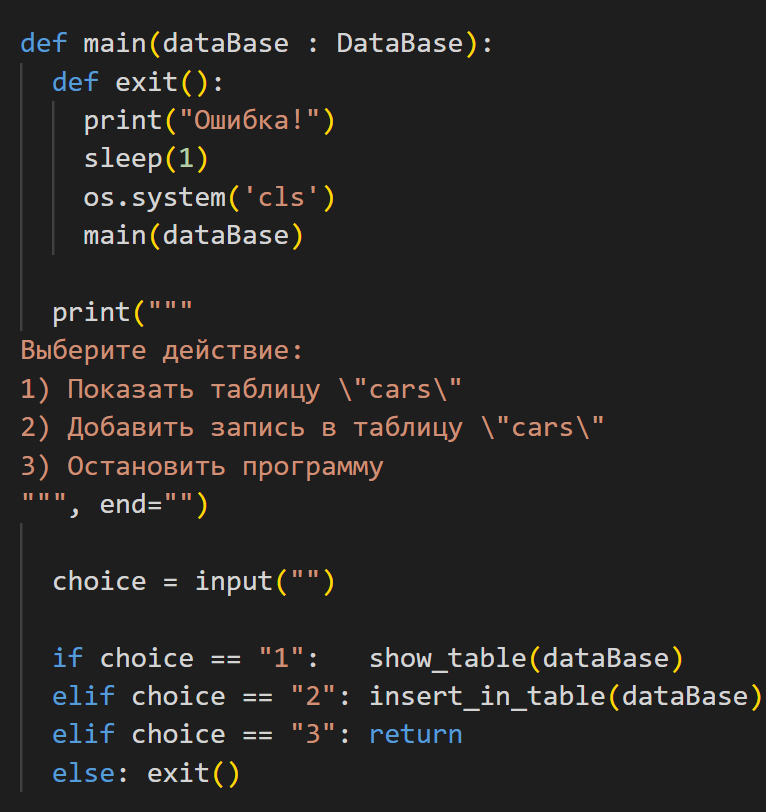 def main(dataBase : DataBase):
  def exit():
    print("Ошибка!")
    sleep(1)
    os.system('cls')
    main(dataBase)

  print("""
Выберите действие:
1) Показать таблицу \"cars\"
2) Добавить запись в таблицу \"cars\"
3) Остановить программу
""", end="")

  choice = input("")

  if choice == "1":   show_table(dataBase)
  elif choice == "2": insert_in_table(dataBase)
  elif choice == "3": return
  else: exit()